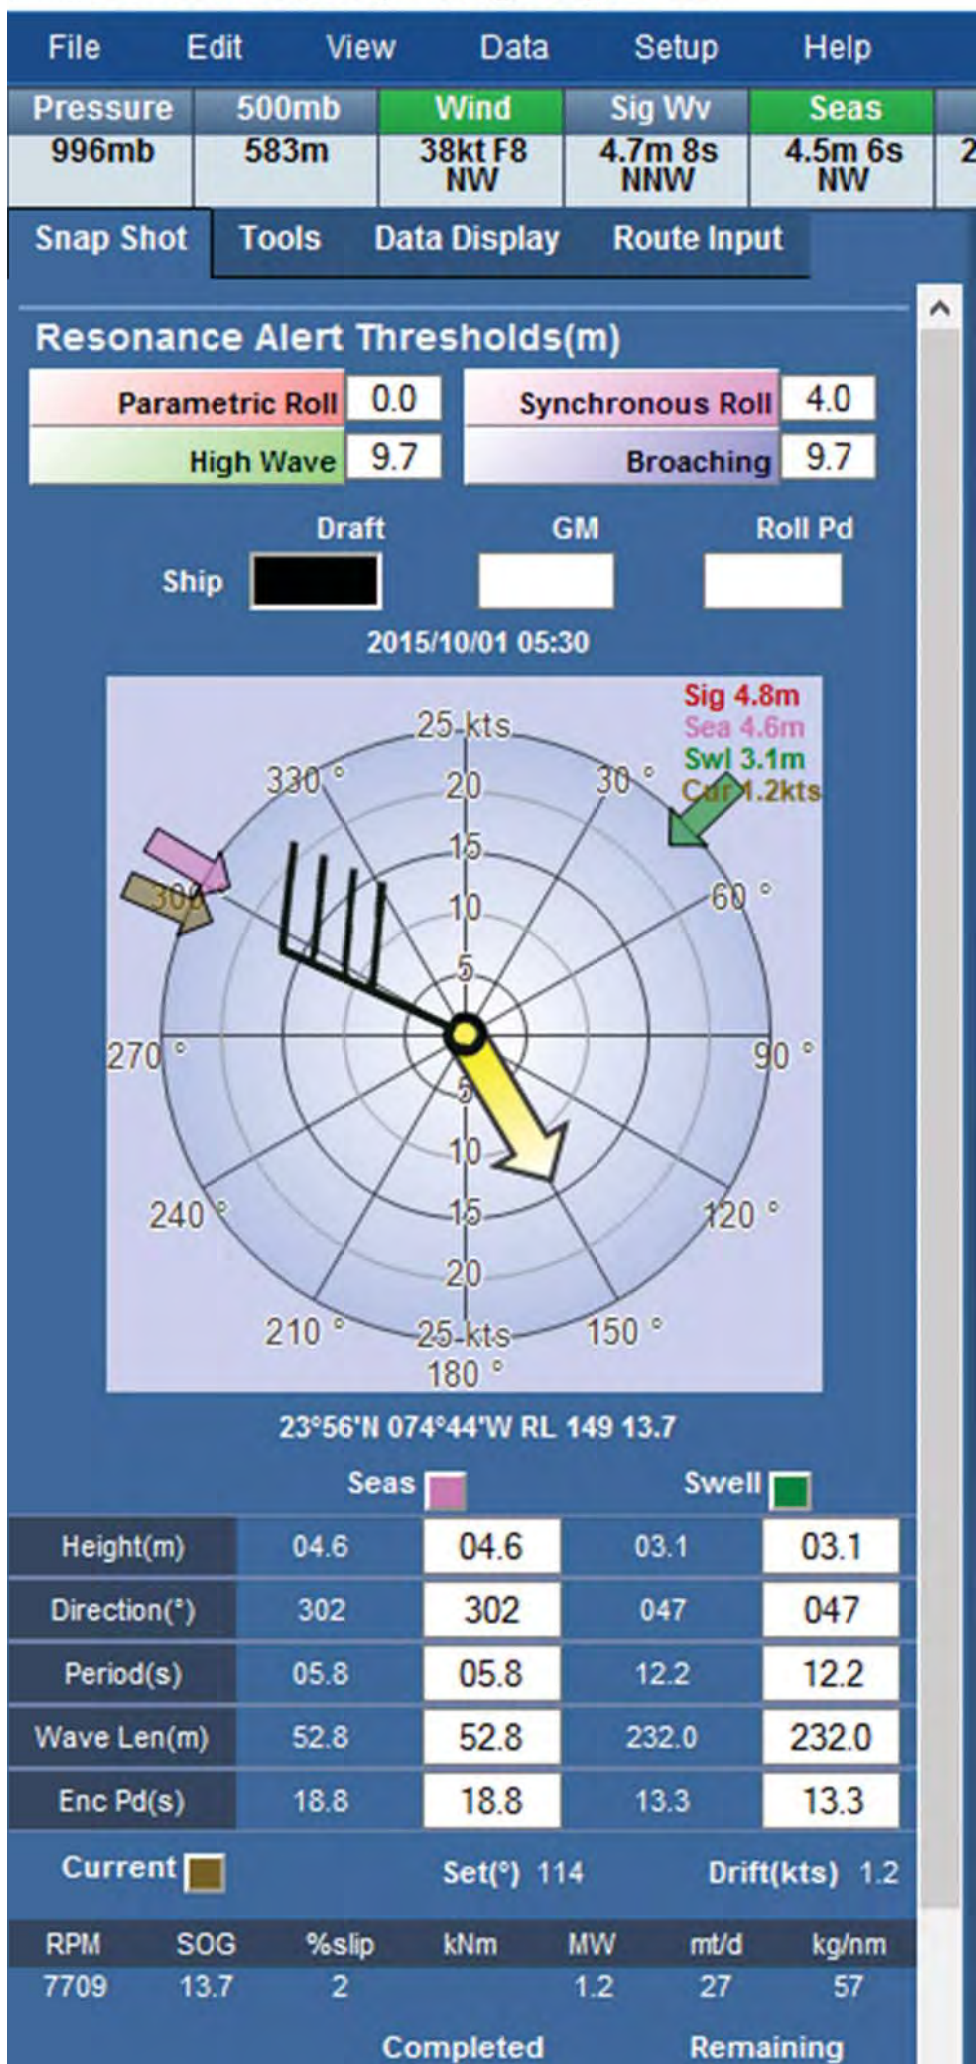 File Edit View Data Setup Help
Pressure 500mb Wind Sig Wv Seas
996mb 583m 38kt F8 4.7m 8s 4.5m 6s 2
NW NNW NW
Snap Shot Tools Data Display Route Input
Resonance Alert Thresholds(m)
Parametric Roll 0.0 Synchronous Roll 4.0
High Wave 9.7 Broaching 9.7
Draft GM Roll Pd
Ship
2015/10/01 05:30
Sig 4.8m
Sea 4.6m
Swl 3.1m
Cur 1.2kts
25 kts
330 ° 20 30 °
15
300 10 60 °
5
270 ° 90 °
5
10
240 ° 15 120 °
20
210 ° 25 kts 150 °
180 °
23°56'N 074°44'W RL 149 13.7
Seas Swell
Height(m) 04.6 04.6 03.1 03.1
Direction(°) 302 302 047 047
Period(s) 05.8 05.8 12.2 12.2
Wave Len(m) 52.8 52.8 232.0 232.0
Enc Pd(s) 18.8 18.8 13.3 13.3
Current Set(°) 114 Drift(kts) 1.2
RPM SOG %slip kNm MW mt/d kg/nm
7709 13.7 2 1.2 27 57
Completed Remaining